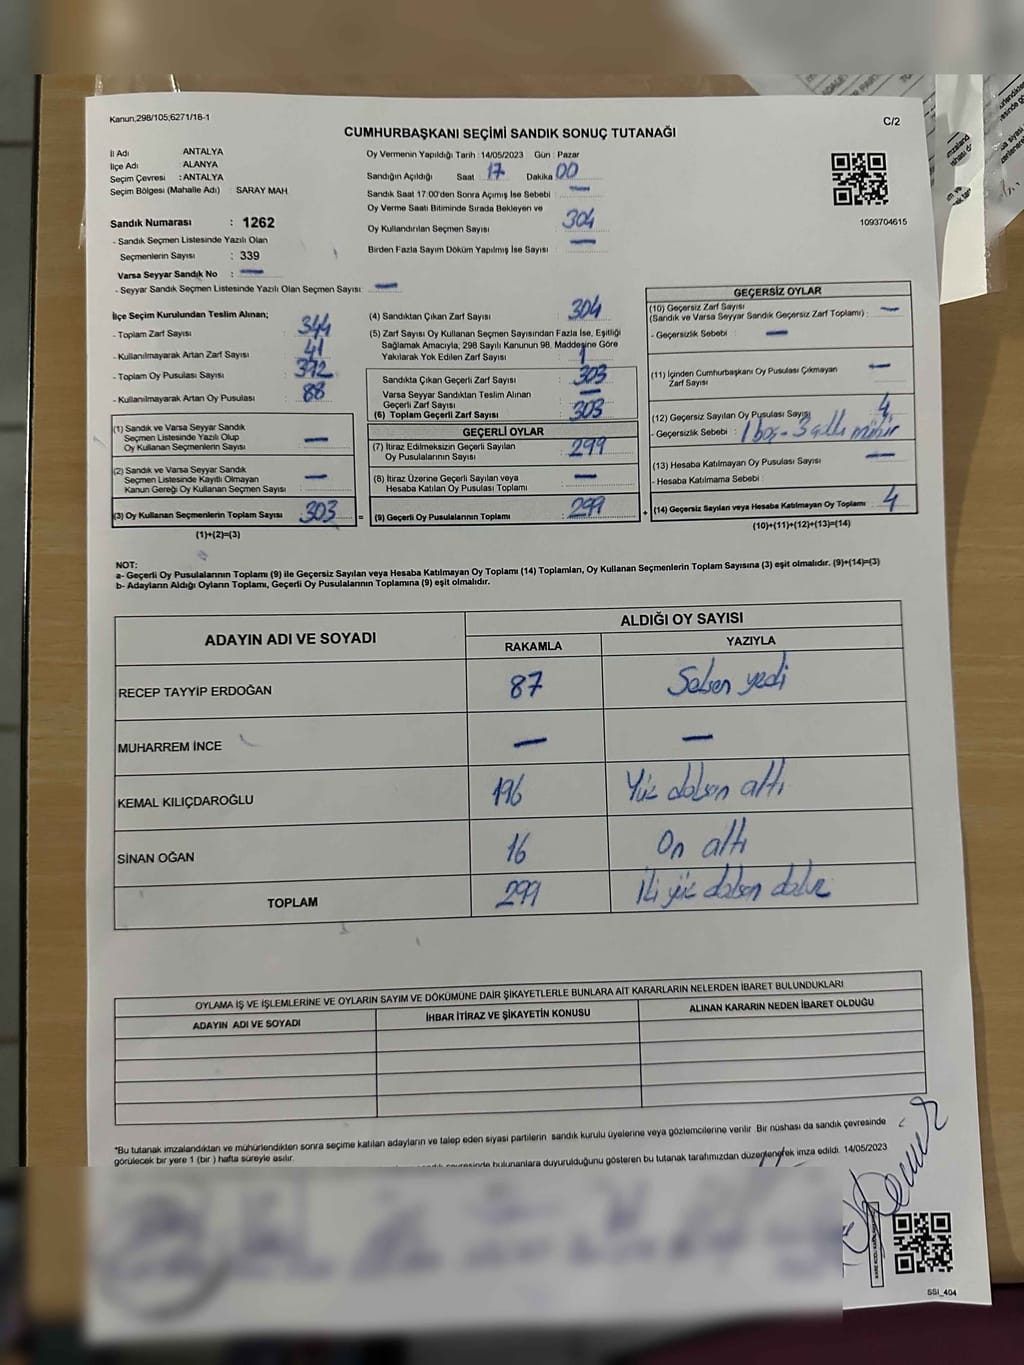 Kanun;298/105;6271/18-1
C/2
CUMHURBAŞKANI SEÇİMİ SANDIK SONUÇ TUTANAĞI
İl Adı ANTALYA
İlçe Adı : ALANYA
Seçim Çevresi : ANTALYA
Seçim Bölgesi (Mahalle Adı) : SARAY MAH.
Sandık Numarası : 1262
- Sandık Seçmen Listesinde Yazılı Olan
Seçmenlerin Sayısı : 339
Varsa Seyyar Sandık No : —
- Seyyar Sandık Seçmen Listesinde Yazılı Olan Seçmen Sayısı : —
Oy Vermenin Yapıldığı Tarih : 14/05/2023 Gün : Pazar
Sandığın Açıldığı Saat : 17 Dakika : 00
Sandık Saat 17:00'den Sonra Açımış İse Sebebi : —
Oy Verme Saati Bitiminde Sırada Bekleyen ve
Oy Kullandırılan Seçmen Sayısı : 304
Birden Fazla Sayım Döküm Yapılmış İse Sayısı : —
1093704615
İlçe Seçim Kurulundan Teslim Alınan;
- Toplam Zarf Sayısı : 344
- Kullanılmayarak Artan Zarf Sayısı : 41
- Toplam Oy Pusulası Sayısı : 392
- Kullanılmayarak Artan Oy Pusulası : 88
(1) Sandık ve Varsa Seyyar Sandık
Seçmen Listesinde Yazılı Olup
Oy Kullanan Seçmenlerin Sayısı : —
(2) Sandık ve Varsa Seyyar Sandık
Seçmen Listesinde Kayıtlı Olmayan
Kanun Gereği Oy Kullanan Seçmen Sayısı : —
(3) Oy Kullanan Seçmenlerin Toplam Sayısı : 303
(1)+(2)=(3)
(4) Sandıktan Çıkan Zarf Sayısı : 304
(5) Zarf Sayısı Oy Kullanan Seçmen Sayısından Fazla İse, Eşitliği
Sağlamak Amacıyla, 298 Sayılı Kanunun 98. Maddesine Göre
Yakılarak Yok Edilen Zarf Sayısı : 1
Sandıkta Çıkan Geçerli Zarf Sayısı : 303
Varsa Seyyar Sandıktan Teslim Alınan
Geçerli Zarf Sayısı : —
(6) Toplam Geçerli Zarf Sayısı : 303
GEÇERLİ OYLAR
(7) İtiraz Edilmeksizin Geçerli Sayılan
Oy Pusulalarının Sayısı : 299
(8) İtiraz Üzerine Geçerli Sayılan veya
Hesaba Katılan Oy Pusulası Toplamı : —
= (9) Geçerli Oy Pusulalarının Toplamı : 299
GEÇERSİZ OYLAR
(10) Geçersiz Zarf Sayısı
(Sandık ve Varsa Seyyar Sandık Geçersiz Zarf Toplamı) : —
- Geçersizlik Sebebi : —
(11) İçinden Cumhurbaşkanı Oy Pusulası Çıkmayan
Zarf Sayısı : —
(12) Geçersiz Sayılan Oy Pusulası Sayısı : 4
- Geçersizlik Sebebi : 1 boş - 3 çift mühür
(13) Hesaba Katılmayan Oy Pusulası Sayısı : —
- Hesaba Katılmama Sebebi :
+ (14) Geçersiz Sayılan veya Hesaba Katılmayan Oy Toplamı : 4
(10)+(11)+(12)+(13)=(14)
NOT:
a- Geçerli Oy Pusulalarının Toplamı (9) ile Geçersiz Sayılan veya Hesaba Katılmayan Oy Toplamı (14) Toplamları, Oy Kullanan Seçmenlerin Toplam Sayısına (3) eşit olmalıdır. (9)+(14)=(3)
b- Adayların Aldığı Oyların Toplamı, Geçerli Oy Pusulalarının Toplamına (9) eşit olmalıdır.
ADAYIN ADI VE SOYADI ALDIĞI OY SAYISI
RAKAMLA YAZIYLA
RECEP TAYYİP ERDOĞAN 87 Seksen yedi
MUHARREM İNCE — —
KEMAL KILIÇDAROĞLU 196 Yüz doksan altı
SİNAN OĞAN 16 On altı
TOPLAM 299 İki yüz doksan dokuz
OYLAMA İŞ VE İŞLEMLERİNE VE OYLARIN SAYIM VE DÖKÜMÜNE DAİR ŞİKAYETLERLE BUNLARA AİT KARARLARIN NELERDEN İBARET BULUNDUKLARI
ADAYIN ADI VE SOYADI İHBAR İTİRAZ VE ŞİKAYETİN KONUSU ALINAN KARARIN NEDEN İBARET OLDUĞU
*Bu tutanak imzalandıktan ve mühürlendikten sonra seçime katılan adayların ve talep eden siyasi partilerin sandık kurulu üyelerine veya gözlemcilerine verilir. Bir nüshası da sandık çevresinde
görülecek bir yere 1 (bir) hafta süreyle asılır.
bulunanlara duyurulduğunu gösteren bu tutanak tarafımızdan düzenlenerek imza edildi. 14/05/2023
SSI_404